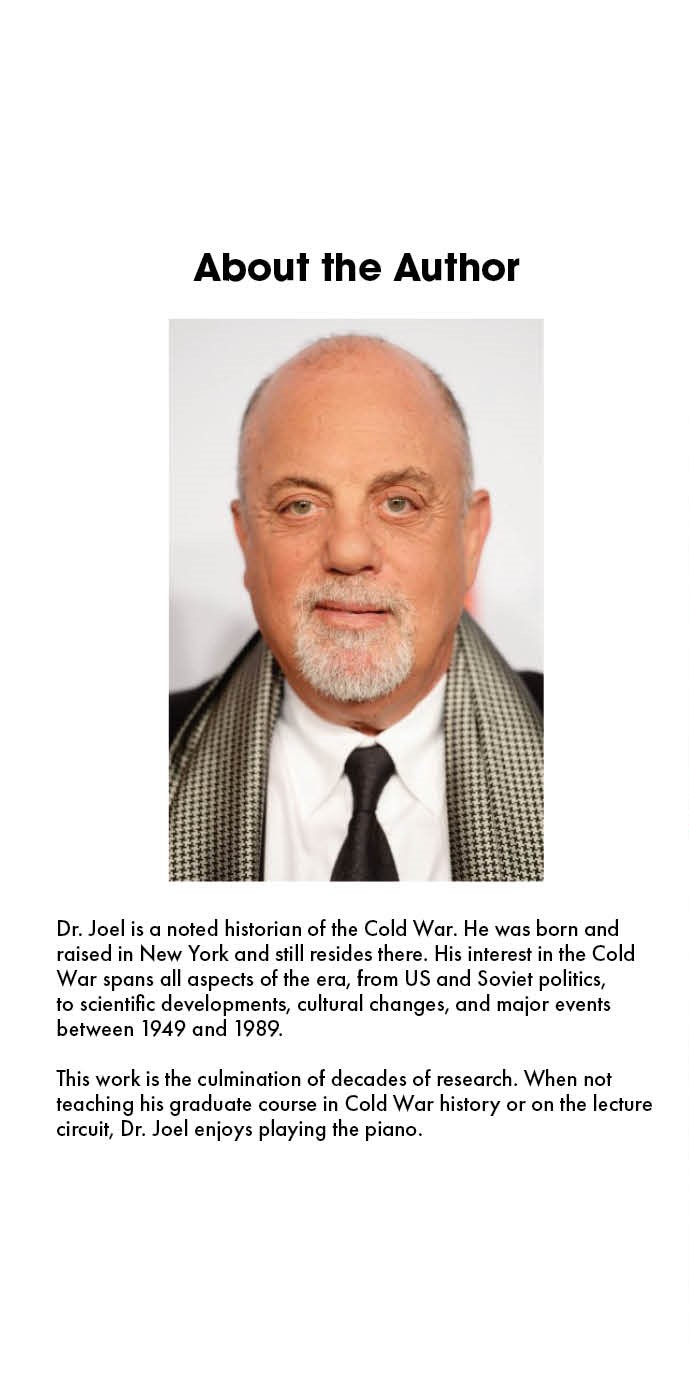 About the Author
Dr. Joel is a noted historian of the Cold War. He was born and
raised in New York and still resides there. His interest in the Cold
War spans all aspects of the era, from US and Soviet politics,
to scientific developments, cultural changes, and major events
between 1949 and 1989.
This work is the culmination of decades of research. When not
teaching his graduate course in Cold War history or on the lecture
circuit, Dr. Joel enjoys playing the piano.